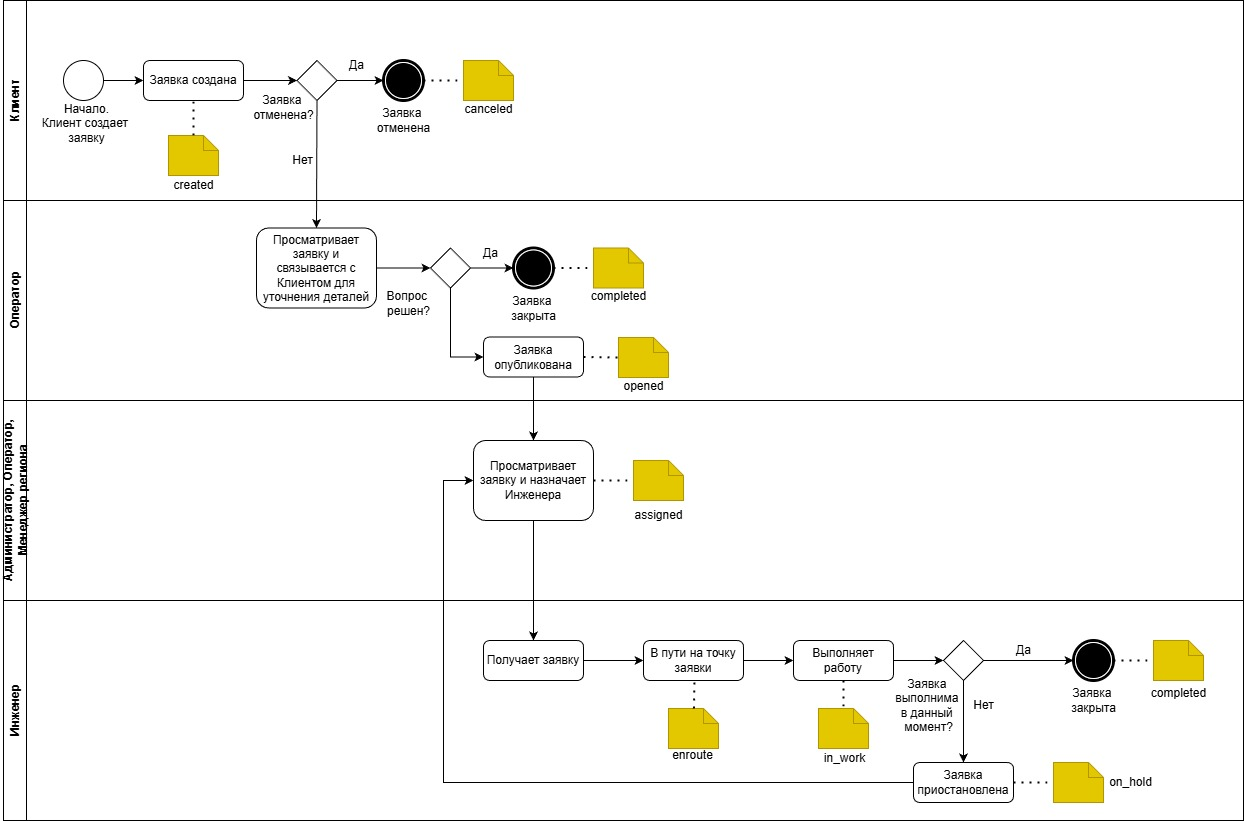 Клиент
Заявка создана
Да
Начало.
Клиент создает
заявку
Заявка
отменена?
Заявка
отменена
canceled
Нет
created
Оператор
Просматривает
заявку и
связывается с
Клиентом для
уточнения деталей
Да
Вопрос
решен?
Заявка
закрыта
completed
Заявка
опубликована
opened
Администратор, Оператор,
Менеджер региона
Просматривает
заявку и назначает
Инженера
assigned
Инженер
Получает заявку
В пути на точку
заявки
Выполняет
работу
Да
Заявка
выполнима
в данный
момент?
Нет
Заявка
закрыта
completed
enroute
in_work
Заявка
приостановлена
on_hold